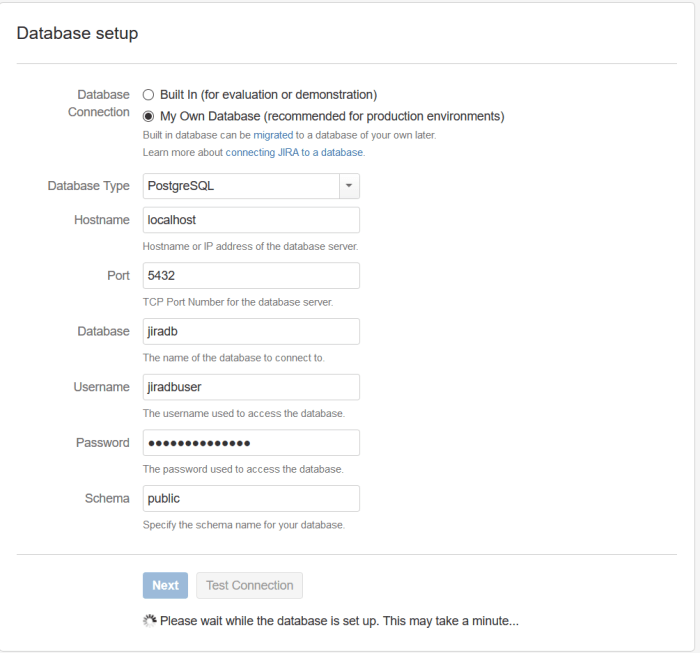 Database setup
Database Connection
Built In (for evaluation or demonstration)
My Own Database (recommended for production environments)
Built in database can be migrated to a database of your own later.
Learn more about connecting JIRA to a database.
Database Type PostgreSQL
Hostname localhost
Hostname or IP address of the database server.
Port 5432
TCP Port Number for the database server.
Database jiradb
The name of the database to connect to.
Username jiradbuser
The username used to access the database.
Password ••••••••••••••
The password used to access the database.
Schema public
Specify the schema name for your database.
Next Test Connection
Please wait while the database is set up. This may take a minute...